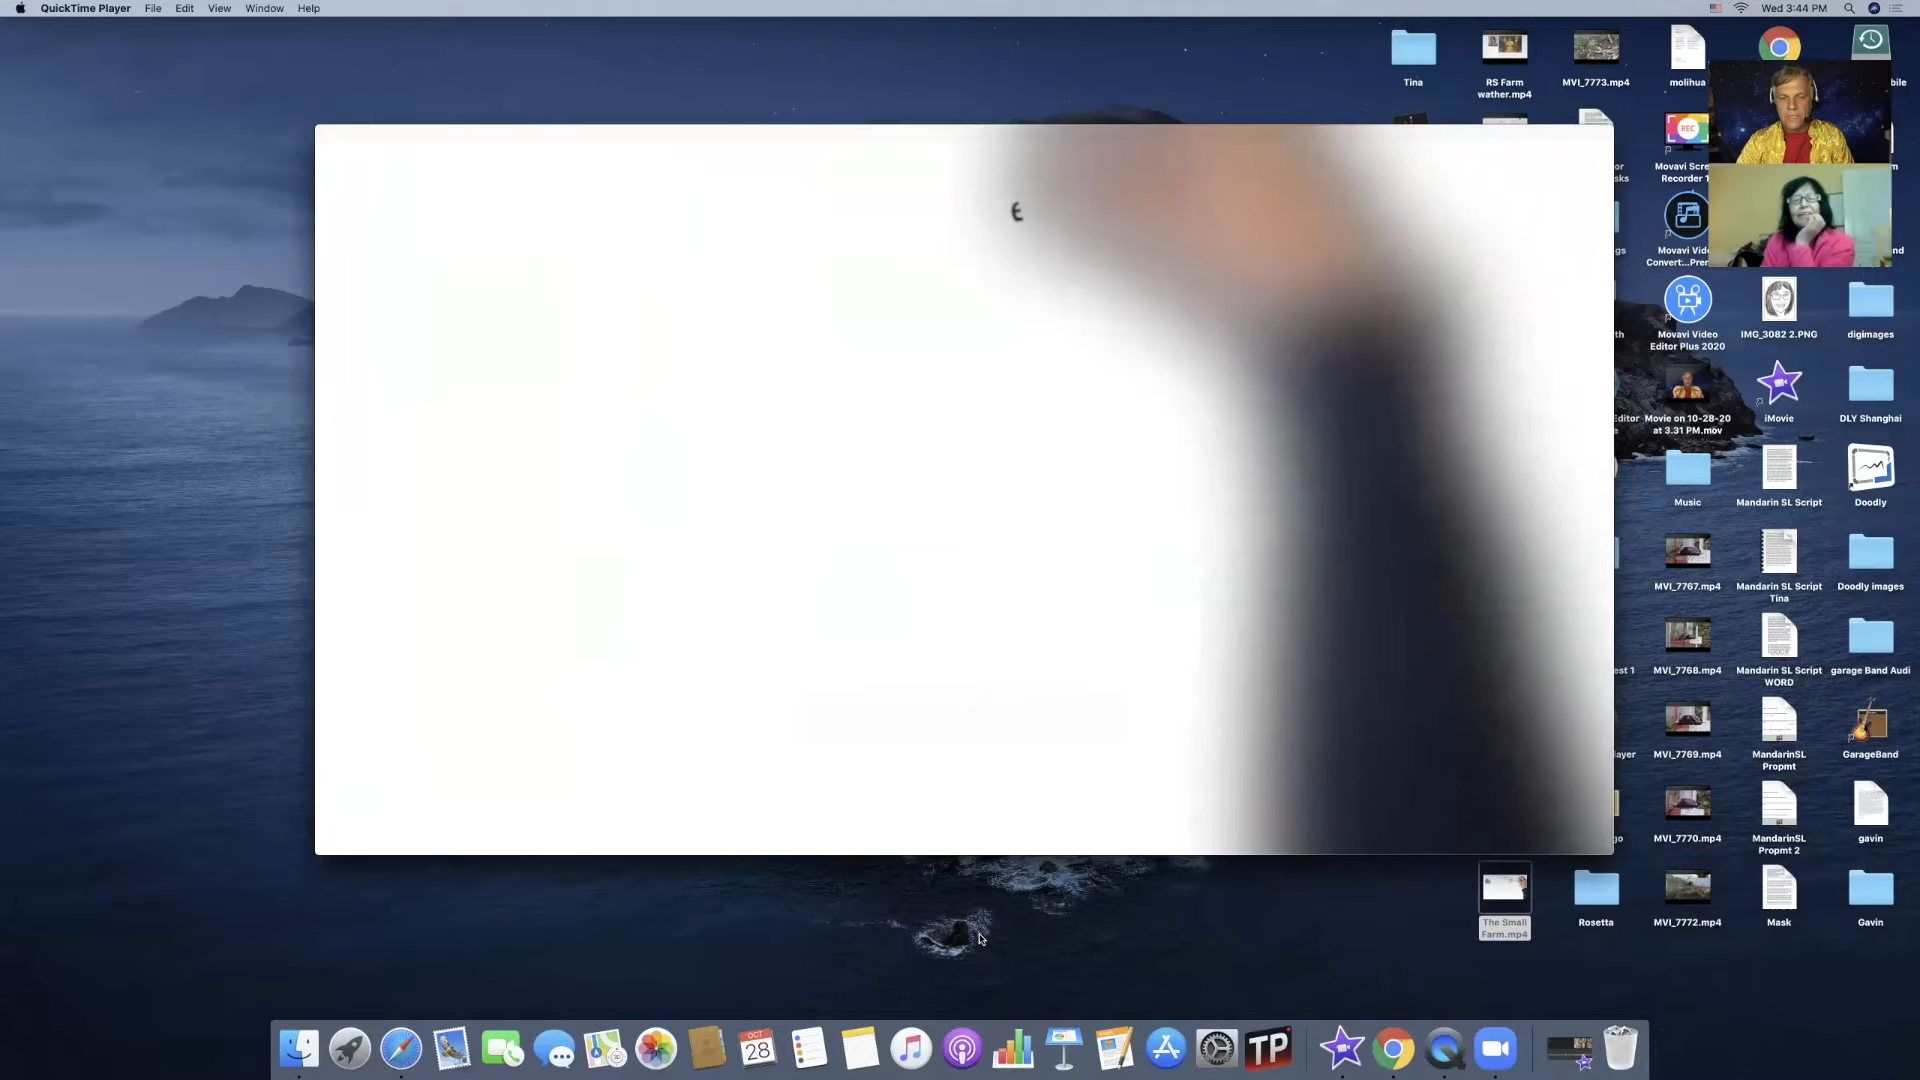 QuickTime Player File Edit View Window Help
Wed 3:44 PM
Tina
RS Farm
wather.mp4
MVI_7773.mp4
molihua
Movavi Scre
Recorder 1
Movavi Vid
Convert...Pre
Movavi Video
Editor Plus 2020
IMG_3082 2.PNG
digimages
Movie on 10-28-20
at 3.31 PM.mov
iMovie
DLY Shanghai
Music
Mandarin SL Script
Doodly
MVI_7767.mp4
Mandarin SL Script
Tina
Doodly images
MVI_7768.mp4
Mandarin SL Script
WORD
garage Band Audi
MVI_7769.mp4
MandarinSL
Propmt
GarageBand
MVI_7770.mp4
MandarinSL
Propmt 2
gavin
The Small
Farm.mp4
Rosetta
MVI_7772.mp4
Mask
Gavin
REC
OCT
28
TP